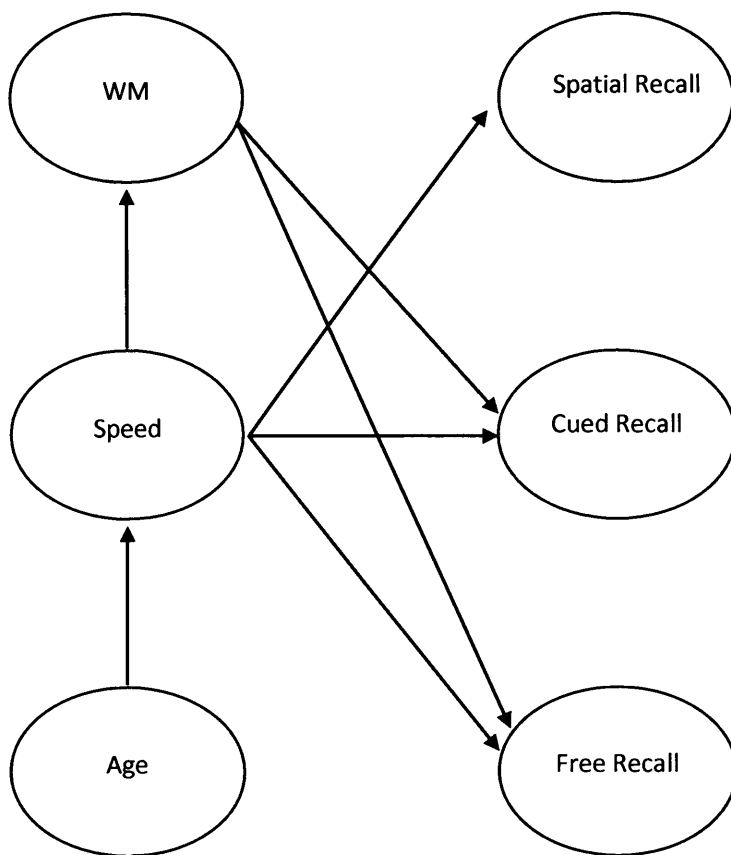 WM
Spatial Recall
Speed
Cued Recall
Age
Free Recall